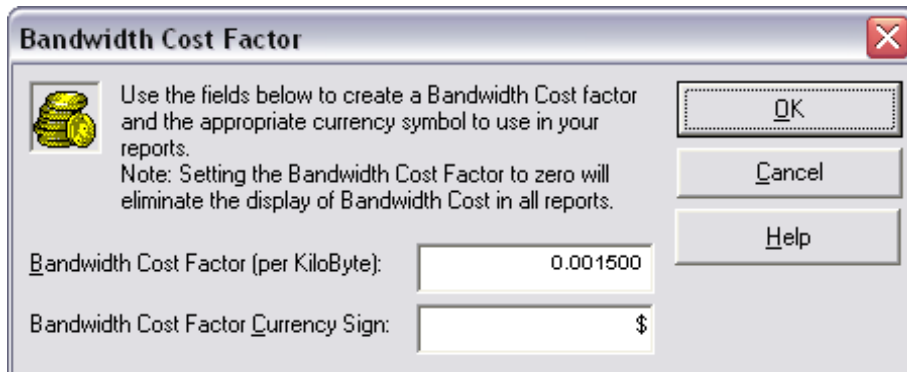 Bandwidth Cost Factor
Use the fields below to create a Bandwidth Cost factor
and the appropriate currency symbol to use in your
reports.
Note: Setting the Bandwidth Cost Factor to zero will
eliminate the display of Bandwidth Cost in all reports.
OK
Cancel
Help
Bandwidth Cost Factor (per KiloByte): 0.001500
Bandwidth Cost Factor Currency Sign: $